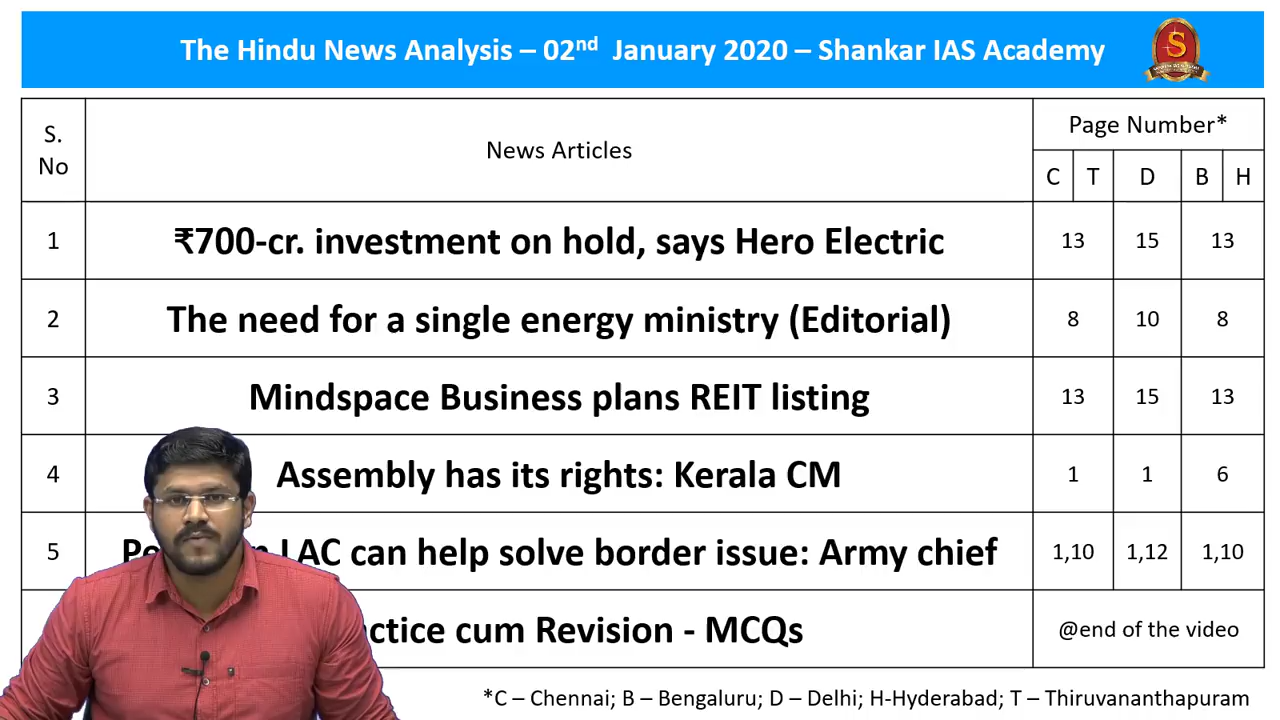 The Hindu News Analysis – 02nd January 2020 – Shankar IAS Academy
S
S. No
News Articles
Page Number*
C T D B H
1 ₹700-cr. investment on hold, says Hero Electric 13 15 13
2 The need for a single energy ministry (Editorial) 8 10 8
3 Mindspace Business plans REIT listing 13 15 13
4 Assembly has its rights: Kerala CM 1 1 6
5 LAC can help solve border issue: Army chief 1,10 1,12 1,10
cum Revision - MCQs @end of the video
*C – Chennai; B – Bengaluru; D – Delhi; H-Hyderabad; T – Thiruvananthapuram